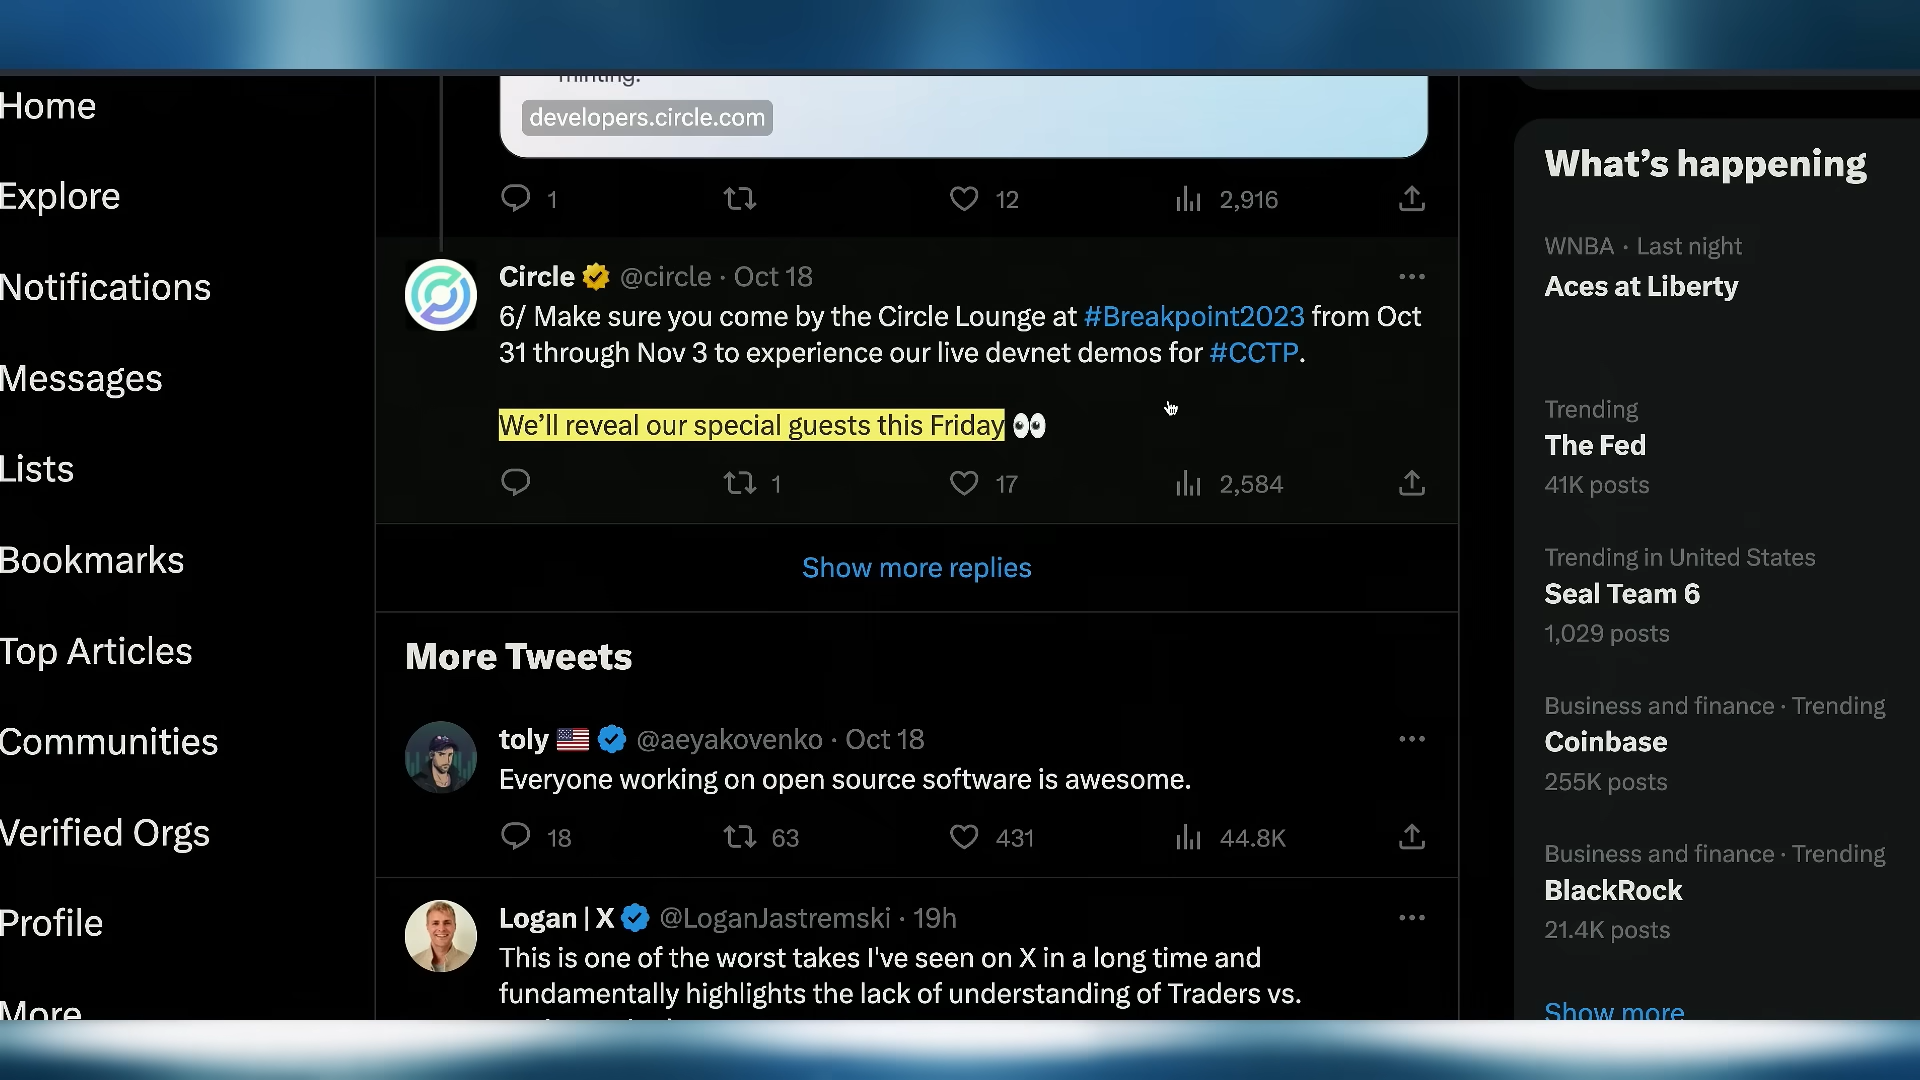 Home
Explore
Notifications
Messages
Lists
Bookmarks
Top Articles
Communities
Verified Orgs
Profile
More
minting.
developers.circle.com
1
12
2,916
Circle @circle · Oct 18
6/ Make sure you come by the Circle Lounge at #Breakpoint2023 from Oct
31 through Nov 3 to experience our live devnet demos for #CCTP.
We’ll reveal our special guests this Friday 👀
1
17
2,584
Show more replies
More Tweets
toly 🇺🇸 @aeyakovenko · Oct 18
Everyone working on open source software is awesome.
18
63
431
44.8K
Logan | X @LoganJastremski · 19h
This is one of the worst takes I've seen on X in a long time and
fundamentally highlights the lack of understanding of Traders vs.
What’s happening
WNBA · Last night
Aces at Liberty
Trending
The Fed
41K posts
Trending in United States
Seal Team 6
1,029 posts
Business and finance · Trending
Coinbase
255K posts
Business and finance · Trending
BlackRock
21.4K posts
Show more